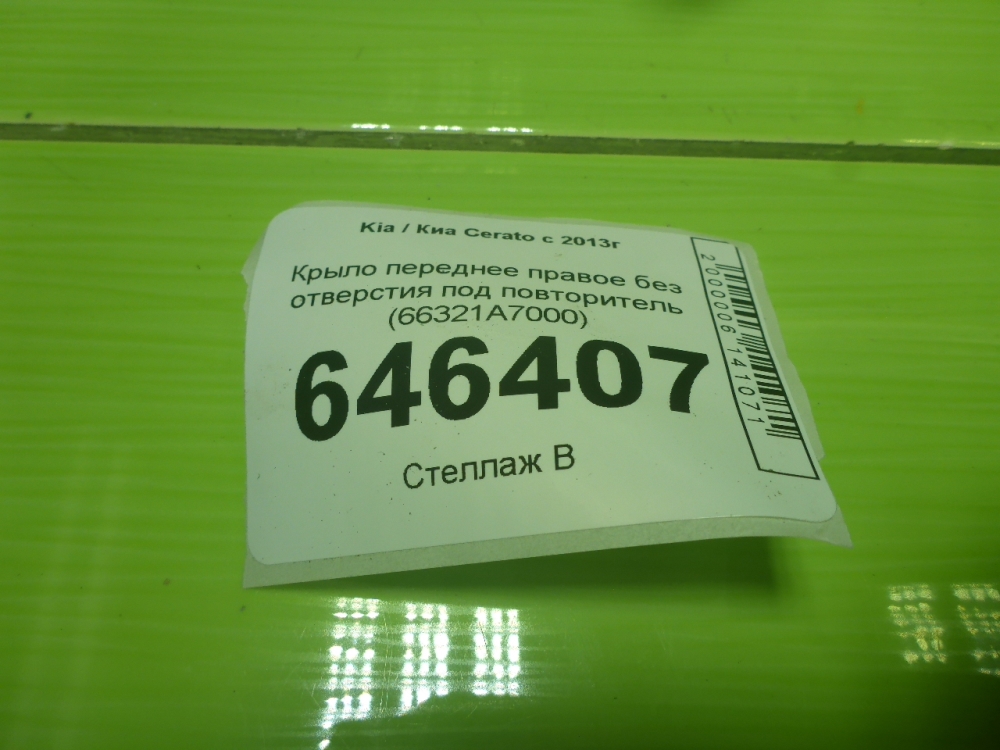 Kia / Киа Cerato с 2013г
Крыло переднее правое без
отверстия под повторитель
(66321A7000)
646407
Стеллаж В
2000006141071